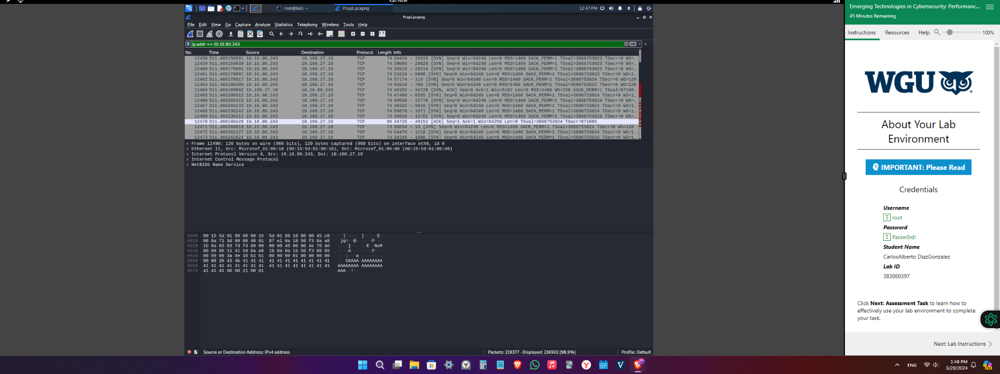 Kali-NEW
root@kali: ~
Pcap1.pcapng
12:47 PM
Pcap1.pcapng
File Edit View Go Capture Analyze Statistics Telephony Wireless Tools Help
ip.addr == 10.16.80.243
No. Time Source Destination Protocol Length Info
12458 511.466158891 10.16.80.243 10.168.27.10 TCP 74 34420 → 19315 [SYN] Seq=0 Win=64240 Len=0 MSS=1460 SACK_PERM=1 TSval=3606753023 TSecr=0 WS=…
12459 511.466154658 10.16.80.243 10.168.27.10 TCP 74 39666 → 20828 [SYN] Seq=0 Win=64240 Len=0 MSS=1460 SACK_PERM=1 TSval=3606753023 TSecr=0 WS=…
12460 511.466175001 10.16.80.243 10.168.27.10 TCP 74 38018 → 26214 [SYN] Seq=0 Win=64240 Len=0 MSS=1460 SACK_PERM=1 TSval=3606753023 TSecr=0 WS=…
12461 511.466178097 10.16.80.243 10.168.27.10 TCP 74 53210 → 8088 [SYN] Seq=0 Win=64240 Len=0 MSS=1460 SACK_PERM=1 TSval=3606753024 TSecr=0 WS=1…
12462 511.466178817 10.16.80.243 10.168.27.10 TCP 74 57174 → 119 [SYN] Seq=0 Win=64240 Len=0 MSS=1460 SACK_PERM=1 TSval=3606753024 TSecr=0 WS=128
12463 511.466180380 10.16.80.243 10.168.27.10 TCP 74 55610 → 700 [SYN] Seq=0 Win=64240 Len=0 MSS=1460 SACK_PERM=1 TSval=3606753024 TSecr=0 WS=128
12464 511.466189002 10.168.27.10 10.16.80.243 TCP 74 49152 → 34728 [SYN, ACK] Seq=0 Ack=1 Win=8192 Len=0 MSS=1460 WS=256 SACK_PERM=1 TSval=67186…
12465 511.466200912 10.16.80.243 10.168.27.10 TCP 74 47488 → 6565 [SYN] Seq=0 Win=64240 Len=0 MSS=1460 SACK_PERM=1 TSval=3606753024 TSecr=0 WS=1…
12466 511.466201915 10.16.80.243 10.168.27.10 TCP 74 40530 → 32770 [SYN] Seq=0 Win=64240 Len=0 MSS=1460 SACK_PERM=1 TSval=3606753024 TSecr=0 WS=…
12467 511.466204233 10.16.80.243 10.168.27.10 TCP 74 48242 → 9010 [SYN] Seq=0 Win=64240 Len=0 MSS=1460 SACK_PERM=1 TSval=3606753024 TSecr=0 WS=1…
12468 511.466230242 10.16.80.243 10.168.27.10 TCP 74 56670 → 1971 [SYN] Seq=0 Win=64240 Len=0 MSS=1460 SACK_PERM=1 TSval=3606753024 TSecr=0 WS=1…
12469 511.466238211 10.16.80.243 10.168.27.10 TCP 74 48810 → 13782 [SYN] Seq=0 Win=64240 Len=0 MSS=1460 SACK_PERM=1 TSval=3606753024 TSecr=0 WS=…
12470 511.466240428 10.16.80.243 10.168.27.10 TCP 66 34728 → 49152 [ACK] Seq=1 Ack=1 Win=64256 Len=0 TSval=3606753024 TSecr=671865
12471 511.466260819 10.16.80.243 10.168.27.10 TCP 74 48634 → 13 [SYN] Seq=0 Win=64240 Len=0 MSS=1460 SACK_PERM=1 TSval=3606753024 TSecr=0 WS=128
12472 511.466261227 10.16.80.243 10.168.27.10 TCP 74 54476 → 1218 [SYN] Seq=0 Win=64240 Len=0 MSS=1460 SACK_PERM=1 TSval=3606753024 TSecr=0 WS=1…
12473 511.466262824 10.16.80.243 10.168.27.10 TCP 74 34248 → 1080 [SYN] Seq=0 Win=64240 Len=0 MSS=1460 SACK_PERM=1 TSval=3606753024 TSecr=0 WS=1…
Frame 12490: 120 bytes on wire (960 bits), 120 bytes captured (960 bits) on interface eth0, id 0
Ethernet II, Src: Microsof_01:80:10 (00:15:5d:01:80:10), Dst: Microsof_01:80:06 (00:15:5d:01:80:06)
Internet Protocol Version 4, Src: 10.16.80.243, Dst: 10.168.27.10
Internet Control Message Protocol
NetBIOS Name Service
0000 00 15 5d 01 80 06 00 15 5d 01 80 10 08 00 45 c0 ··]····· ]·····E·
0010 00 6a 71 3d 00 00 40 01 87 e1 0a 10 50 f3 0a a8 ·jq=··@· ····P···
0020 1b 0a 03 03 7d fd 00 00 00 00 45 00 00 4e 78 4d ····}··· ··E··NxM
0030 00 00 80 11 41 9d 0a a8 1b 0a 0a 10 50 f3 00 89 ····A··· ····P···
0040 00 89 00 3a 8e 18 b1 61 00 00 00 01 00 00 00 00 ···:···a ········
0050 00 00 20 43 4b 41 41 41 41 41 41 41 41 41 41 41 ·· CKAAA AAAAAAAA
0060 41 41 41 41 41 41 41 41 41 41 41 41 41 41 41 41 AAAAAAAA AAAAAAAA
0070 41 41 41 00 00 21 00 01 AAA··!··
Source or Destination Address: IPv4 address
Packets: 219377 · Displayed: 216902 (98.9%)
Profile: Default
Emerging Technologies in Cybersecurity: Performanc...
45 Minutes Remaining
Instructions Resources Help 100%
WGU
About Your Lab
Environment
IMPORTANT: Please Read
Credentials
Username
T root
Password
T Passw0rd!
Student Name
CarlosAlberto DiazGonzalez
Lab ID
383080397
Click Next: Assessment Task to learn how to
effectively use your lab environment to complete
your task.
Next: Lab Instructions
ENG
1:48 PM
3/20/2024